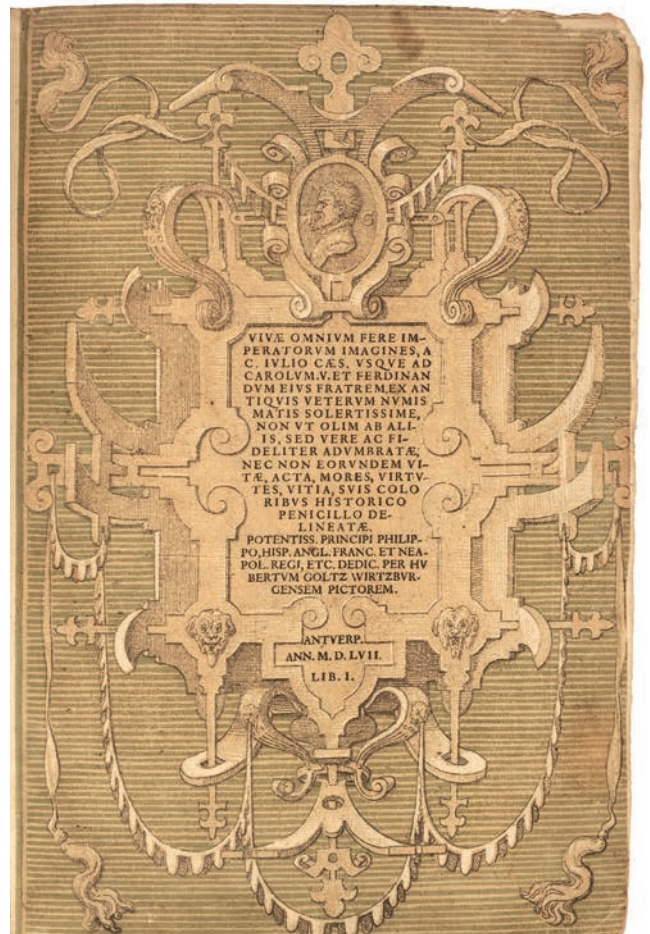 VIVÆ OMNIVM FERE IM-
PERATORVM IMAGINES, A
C. IVLIO CÆS. VSQVE AD
CAROLVM.V. ET FERDINAN
DVM EIVS FRATREM, EX AN
TIQVIS VETERVM NVMIS
MATIS SOLERTISSIME,
NON VT OLIM AB ALI-
IS, SED VERE AC FI-
DELITER ADVMBRATÆ,
NEC NON EORVNDEM VI-
TÆ, ACTA, MORES, VIRTV-
TES, VITIA, SVIS COLO
RIBVS HISTORICO
PENICILLO DE-
LINEATÆ.
POTENTISS. PRINCIPI PHILIP-
PO, HISP. ANGL. FRANC. ET NEA-
POL. REGI, ETC. DEDIC. PER HV
BERTVM GOLTZ WIRTZBVR-
GENSEM PICTOREM.
ANTVERP.
ANN. M. D. LVII.
LIB. I.